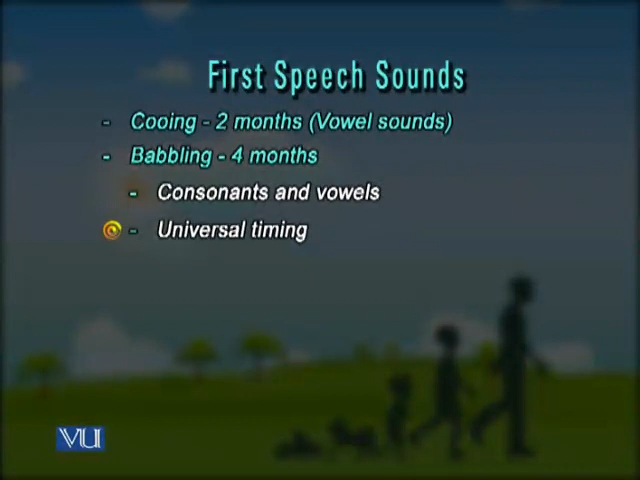 First Speech Sounds
- Cooing - 2 months (Vowel sounds)
- Babbling - 4 months
- Consonants and vowels
- Universal timing
VU